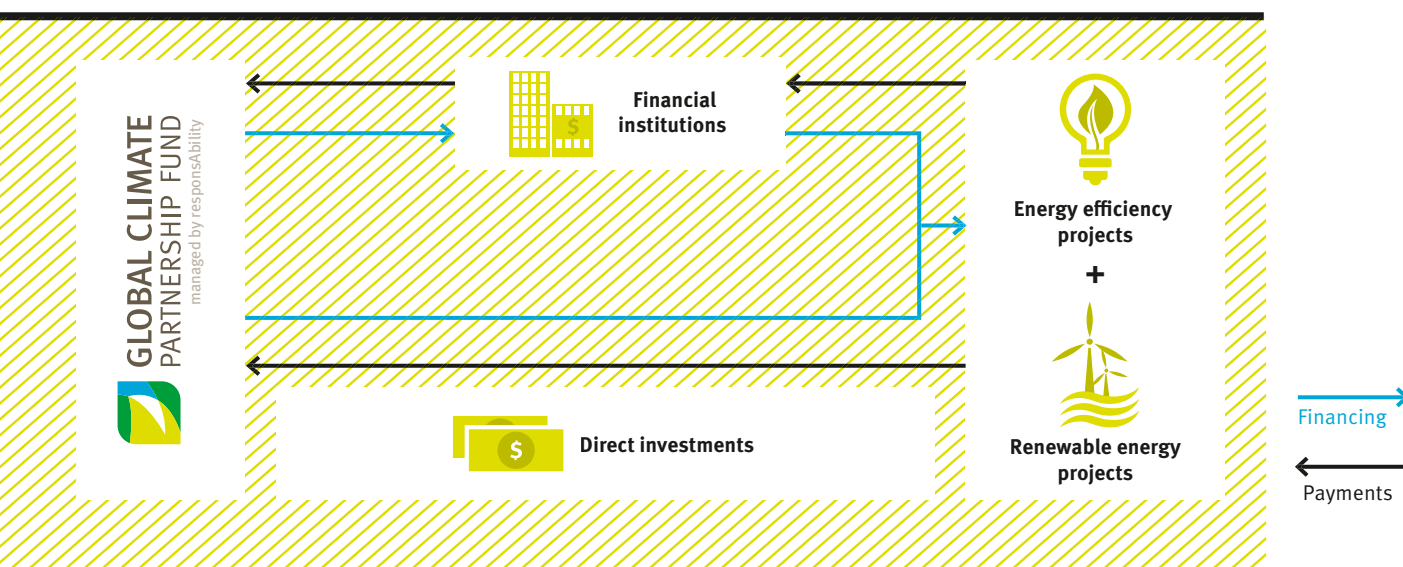 GLOBAL CLIMATE
PARTNERSHIP FUND
managed by responsAbility
Financial
institutions
$
Energy efficiency
projects
+
Renewable energy
projects
$
Direct investments
Financing
Payments